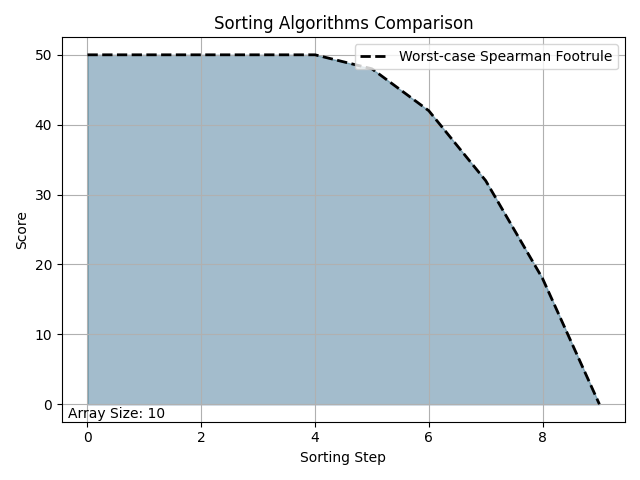 Sorting Algorithms Comparison
Worst-case Spearman Footrule
50
40
30
20
10
0
Score
Array Size: 10
0 2 4 6 8
Sorting Step